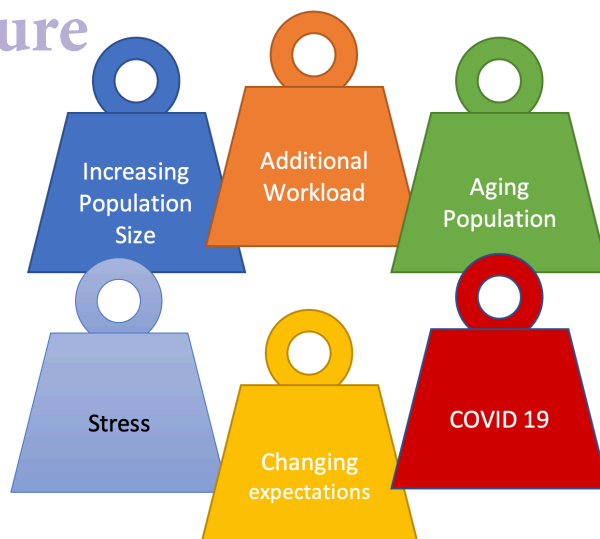 ure
Increasing
Population
Size
Additional
Workload
Aging
Population
Stress
Changing
expectations
COVID 19